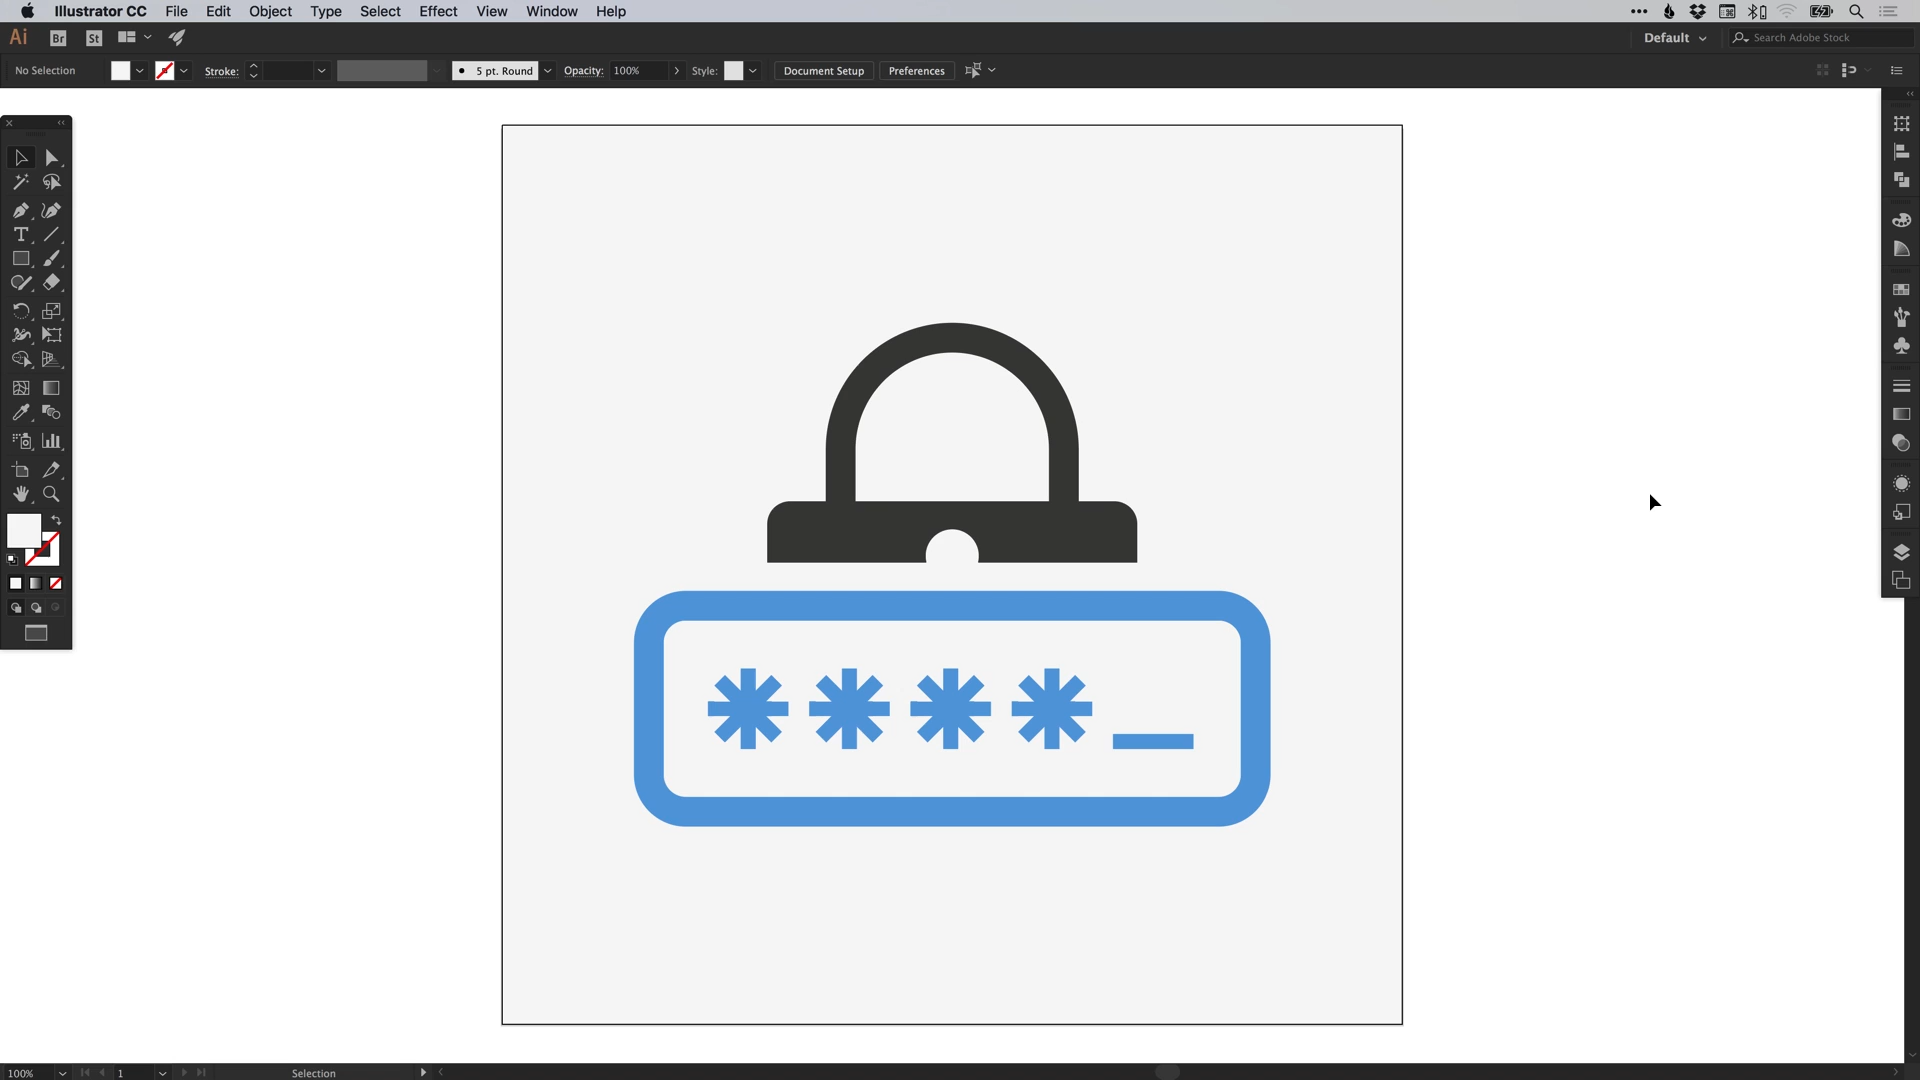 Illustrator CC File Edit Object Type Select Effect View Window Help
Ai Br St Default Search Adobe Stock
No Selection Stroke: 5 pt. Round Opacity: 100% Style: Document Setup Preferences
T
****_
100% 1 Selection